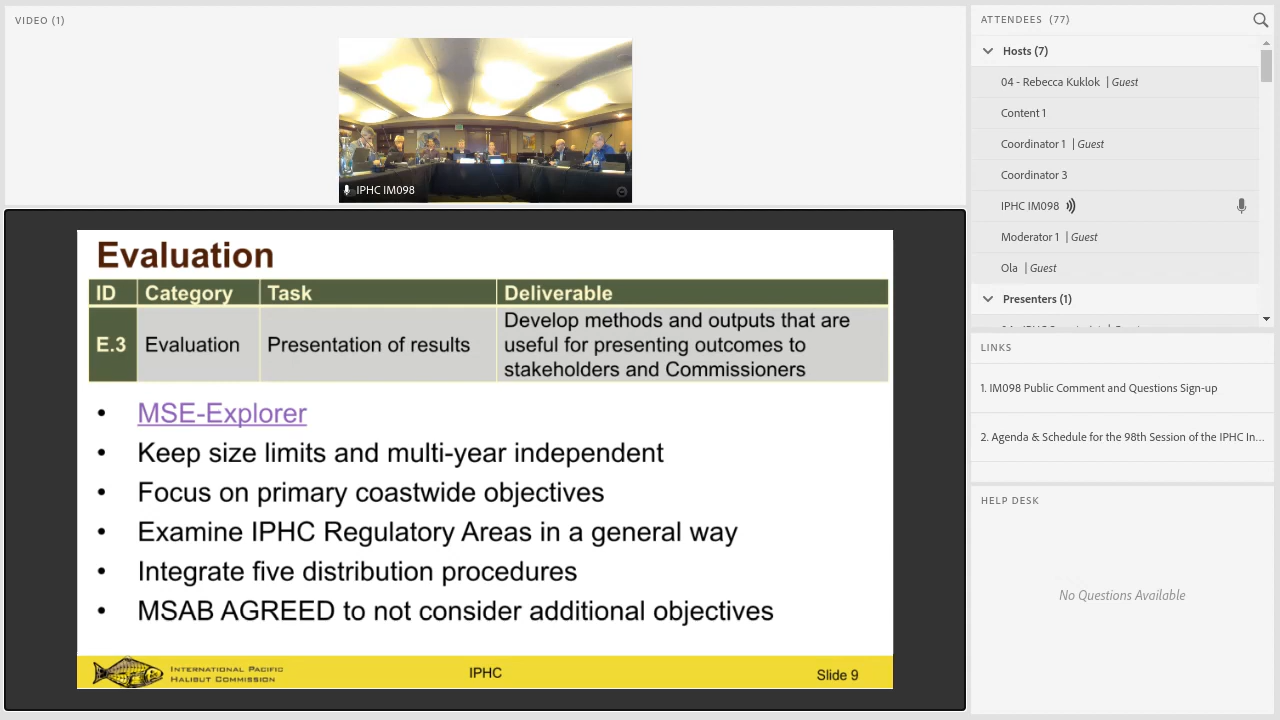 VIDEO (1)
IPHC IM098
Evaluation
ID Category Task Deliverable
E.3 Evaluation Presentation of results Develop methods and outputs that are
useful for presenting outcomes to
stakeholders and Commissioners
• MSE-Explorer
• Keep size limits and multi-year independent
• Focus on primary coastwide objectives
• Examine IPHC Regulatory Areas in a general way
• Integrate five distribution procedures
• MSAB AGREED to not consider additional objectives
INTERNATIONAL PACIFIC
HALIBUT COMMISSION
IPHC
Slide 9
ATTENDEES (77)
Hosts (7)
04 - Rebecca Kuklok | Guest
Content 1
1 | Guest
Coordinator 3
IPHC IM098
Moderator 1 | Guest
Ola | Guest
Presenters (1)
LINKS
1. IM098 Public Comment and Questions Sign-up
2. Agenda & Schedule for the 98th Session of the IPHC In...
HELP DESK
No Questions Available